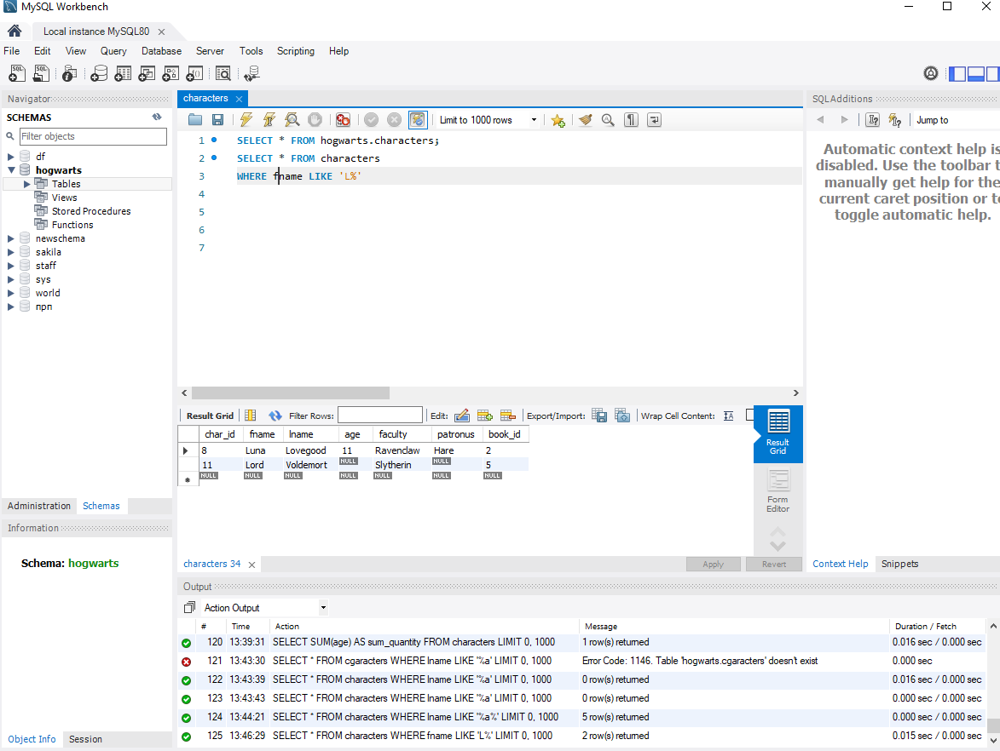 MySQL Workbench
Local instance MySQL80
File Edit View Query Database Server Tools Scripting Help
Navigator
SCHEMAS
Filter objects
df
hogwarts
Tables
Views
Stored Procedures
Functions
newschema
sakila
staff
sys
world
прп
Administration Schemas
Information
Schema: hogwarts
Object Info Session
characters
Limit to 1000 rows
1 SELECT * FROM hogwarts.characters;
2 SELECT * FROM characters
3 WHERE fname LIKE 'L%'
4
5
6
7
Result Grid Filter Rows: Edit: Export/Import: Wrap Cell Content:
char_id fname lname age faculty patronus book_id
8 Luna Lovegood 11 Ravenclaw Hare 2
11 Lord Voldemort NULL Slytherin NULL 5
NULL NULL NULL NULL NULL NULL NULL
Result
Grid
Form
Editor
characters 34 Apply Revert
SQLAdditions
Jump to
Automatic context help is
disabled. Use the toolbar t
manually get help for the
current caret position or to
toggle automatic help.
Context Help Snippets
Output
Action Output
# Time Action Message Duration / Fetch
120 13:39:31 SELECT SUM(age) AS sum_quantity FROM characters LIMIT 0, 1000 1 row(s) returned 0.016 sec / 0.000 sec
121 13:43:30 SELECT * FROM cgaracters WHERE lname LIKE '%a' LIMIT 0, 1000 Error Code: 1146. Table 'hogwarts.cgaracters' doesn't exist 0.000 sec
122 13:43:39 SELECT * FROM characters WHERE lname LIKE '%a' LIMIT 0, 1000 0 row(s) returned 0.016 sec / 0.000 sec
123 13:43:43 SELECT * FROM characters WHERE lname LIKE '%a' LIMIT 0, 1000 0 row(s) returned 0.000 sec / 0.000 sec
124 13:44:21 SELECT * FROM characters WHERE lname LIKE '%a%' LIMIT 0, 1000 5 row(s) returned 0.000 sec / 0.000 sec
125 13:46:29 SELECT * FROM characters WHERE fname LIKE 'L%' LIMIT 0, 1000 2 row(s) returned 0.015 sec / 0.000 sec